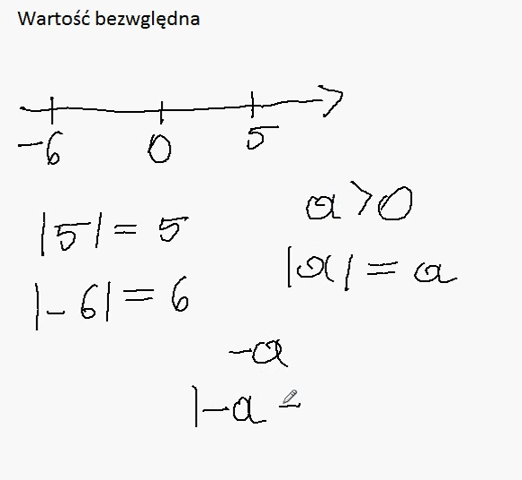 Wartość bezwględna
-6 0 5
|5| = 5
a > 0
|-6| = 6
|a| = a
-a
|-a =